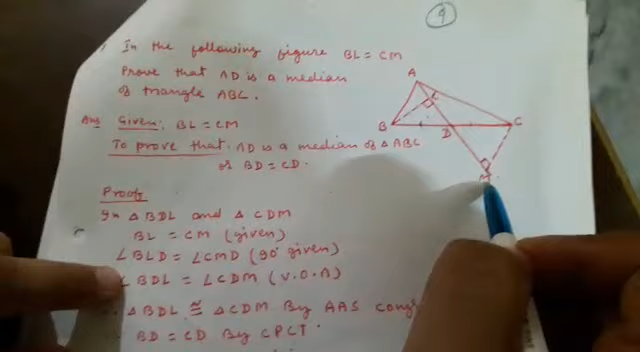 9
1. In the following figure BL = CM
Prove that AD is a median
of triangle ABC.
Ans Given: BL = CM
To prove that: AD is a median of △ ABC
or BD = CD.
Proof
In △ BDL and △ CDM
BL = CM (given)
∠BLD = ∠CMD (90° given)
∠BDL = ∠CDM (V.O.A)
∴ △ BDL ≅ △ CDM By AAS
BD = CD By CPCT.
A
L
B
D
C
M